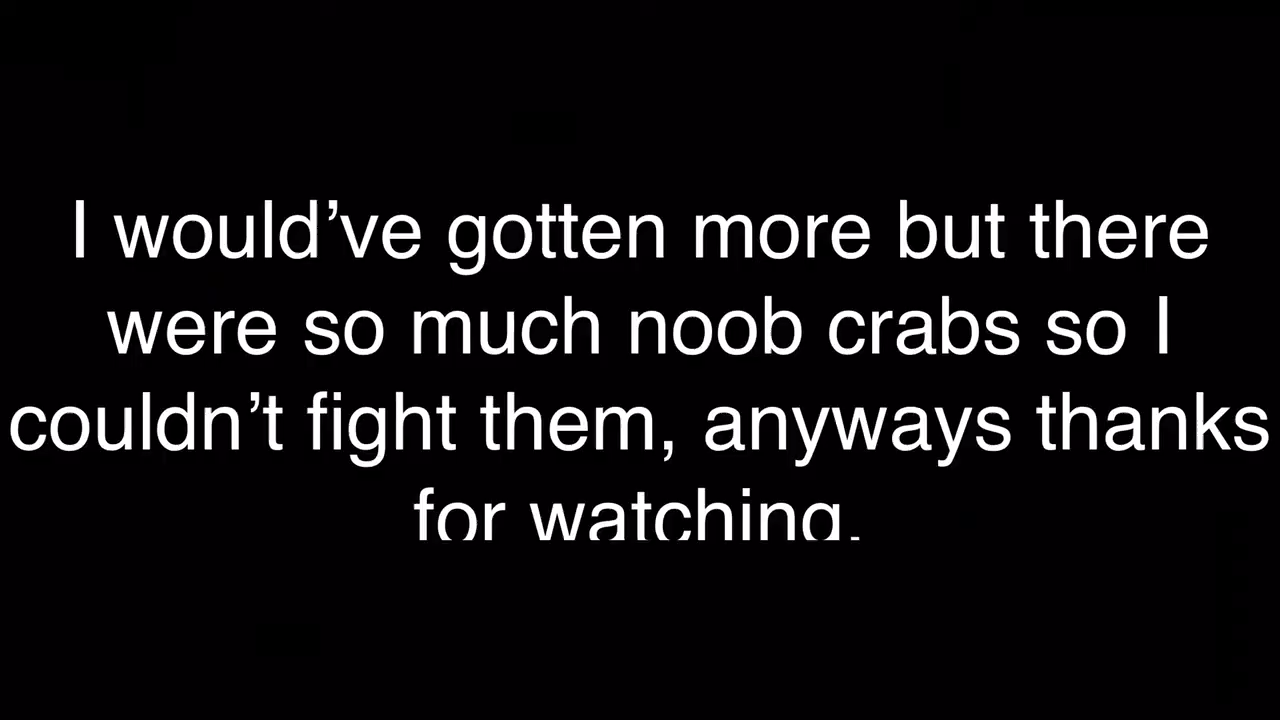 I would’ve gotten more but there
were so much noob crabs so I
couldn’t fight them, anyways thanks
for watching.